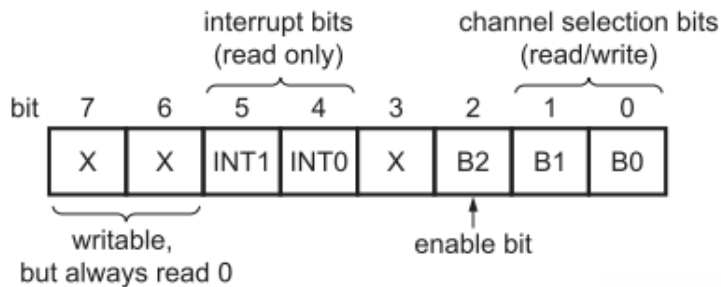 interrupt bits
(read only)
channel selection bits
(read/write)
bit 7 6 5 4 3 2 1 0
X X INT1 INT0 X B2 B1 B0
writable,
but always read 0
enable bit